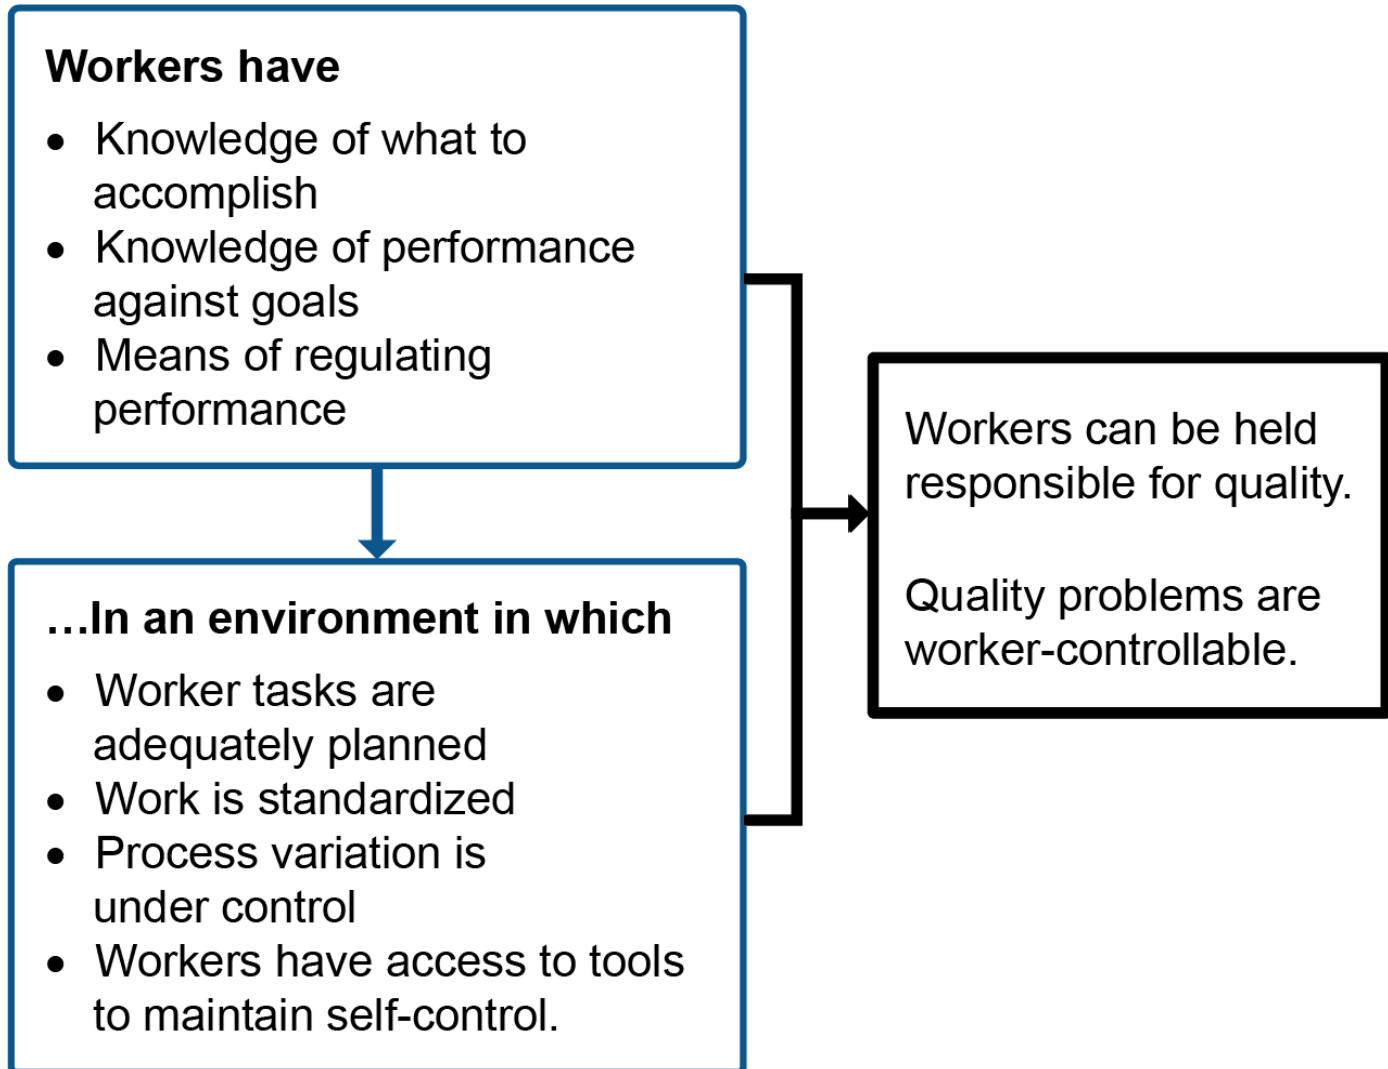 Workers have
• Knowledge of what to
accomplish
• Knowledge of performance
against goals
• Means of regulating
performance
...In an environment in which
• Worker tasks are
adequately planned
• Work is standardized
• Process variation is
under control
• Workers have access to tools
to maintain self-control.
Workers can be held
responsible for quality.
Quality problems are
worker-controllable.